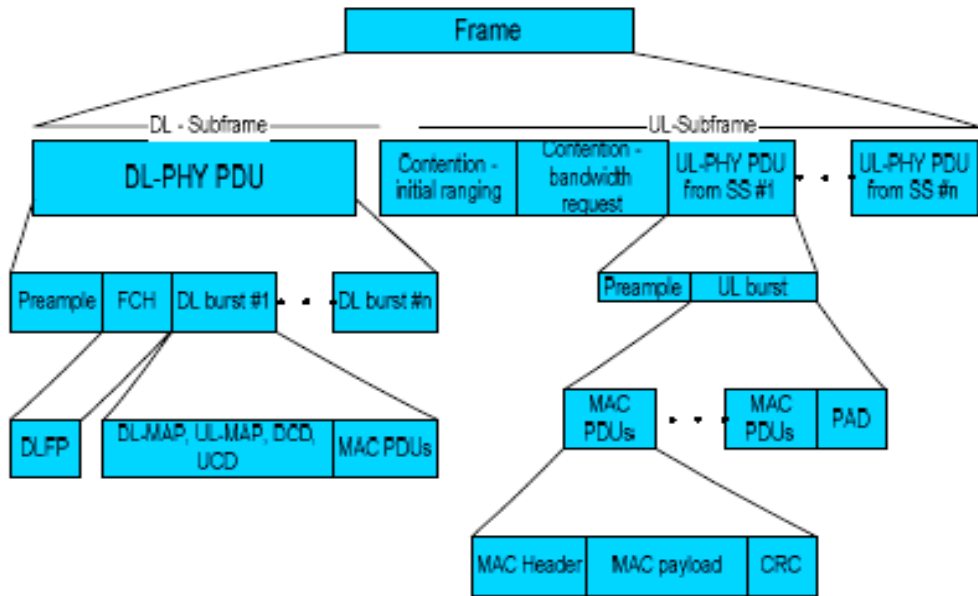 Frame
DL - Subframe
UL-Subframe
DL-PHY PDU
Contention -
initial ranging
Contention -
bandwidth
request
UL-PHY PDU
from SS #1
UL-PHY PDU
from SS #n
Preample
FCH
DL burst #1
DL burst #n
Preample
UL burst
DLFP
DL-MAP, UL-MAP, DCD,
UCD
MAC PDUs
MAC
PDUs
MAC
PDUs
PAD
MAC Header
MAC payload
CRC